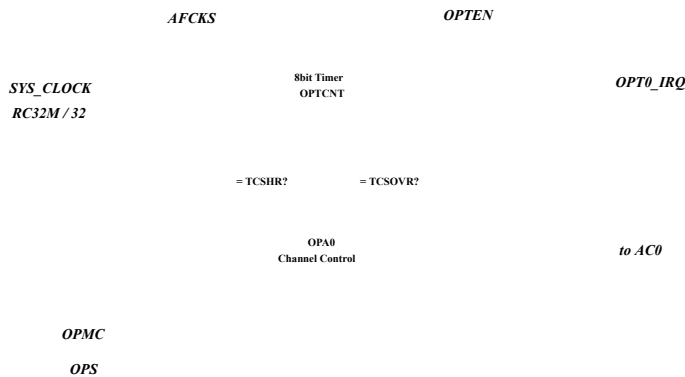 AFCKS
OPTEN
SYS_CLOCK
RC32M / 32
8bit Timer
OPTCNT
OPT0_IRQ
= TCSHR?
= TCSOVR?
OPA0
Channel Control
to AC0
OPMC
OPS